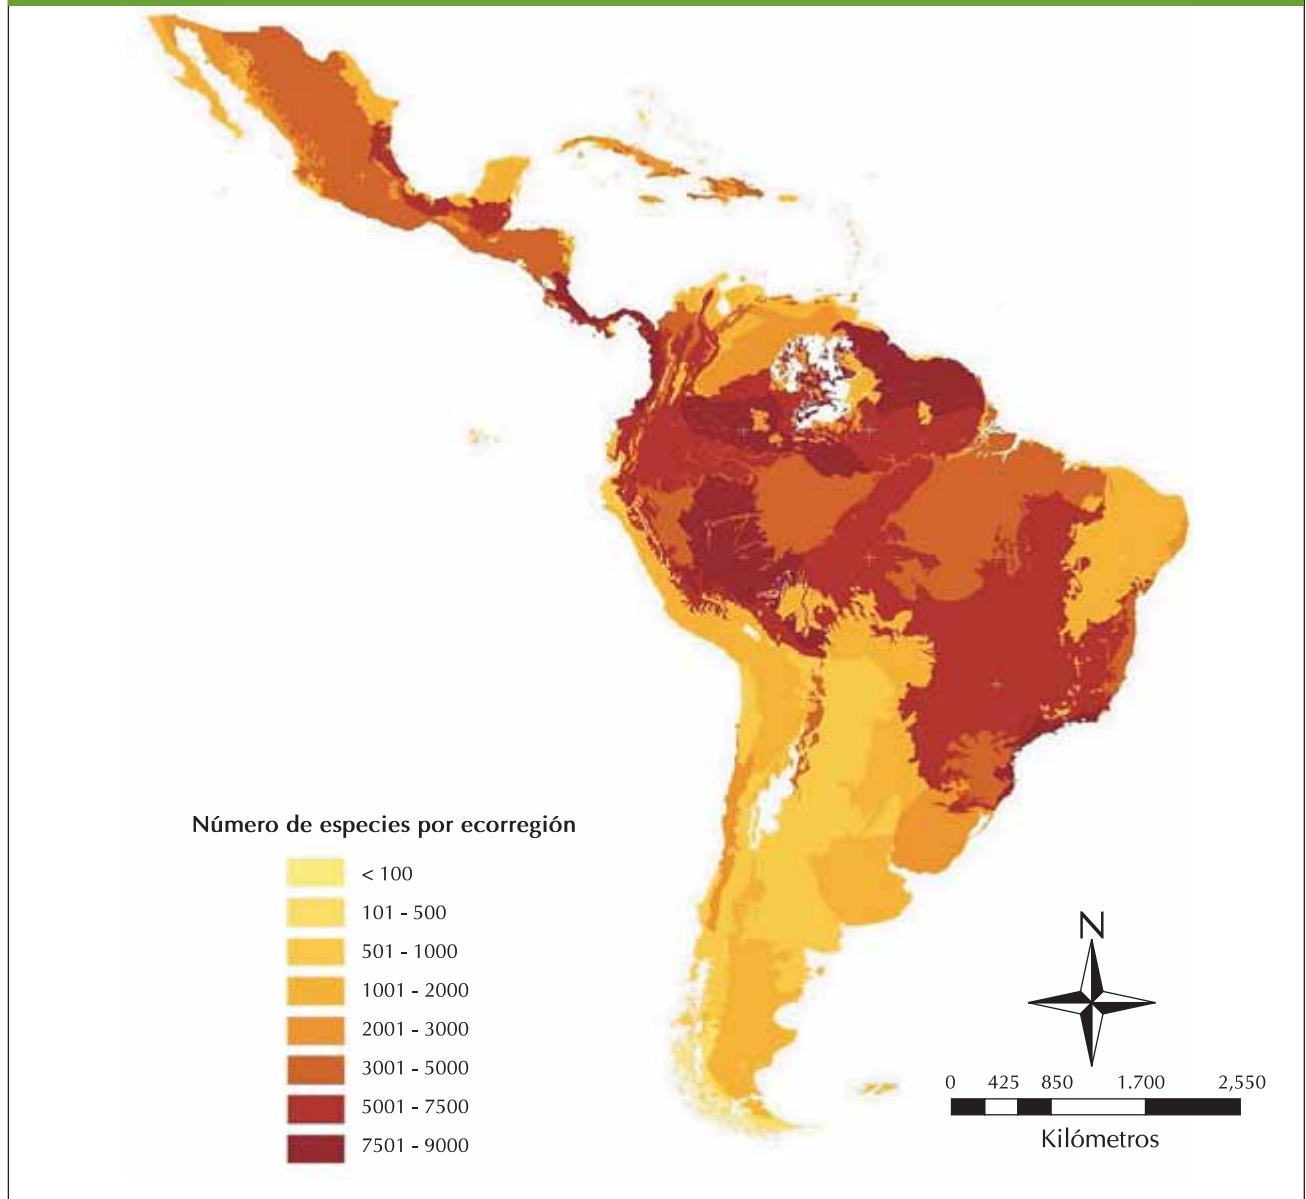 Número de especies por ecorregión
< 100
101 - 500
501 - 1000
1001 - 2000
2001 - 3000
3001 - 5000
5001 - 7500
7501 - 9000
N
0 425 850 1.700 2,550
Kilómetros